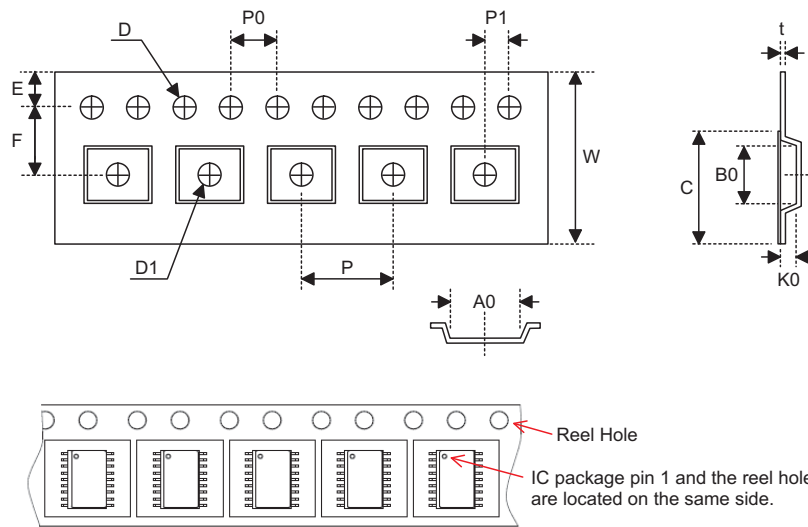 D
P0
P1
t
E
F
W
C
B0
D1
P
K0
A0
Reel Hole
IC package pin 1 and the reel hole
are located on the same side.